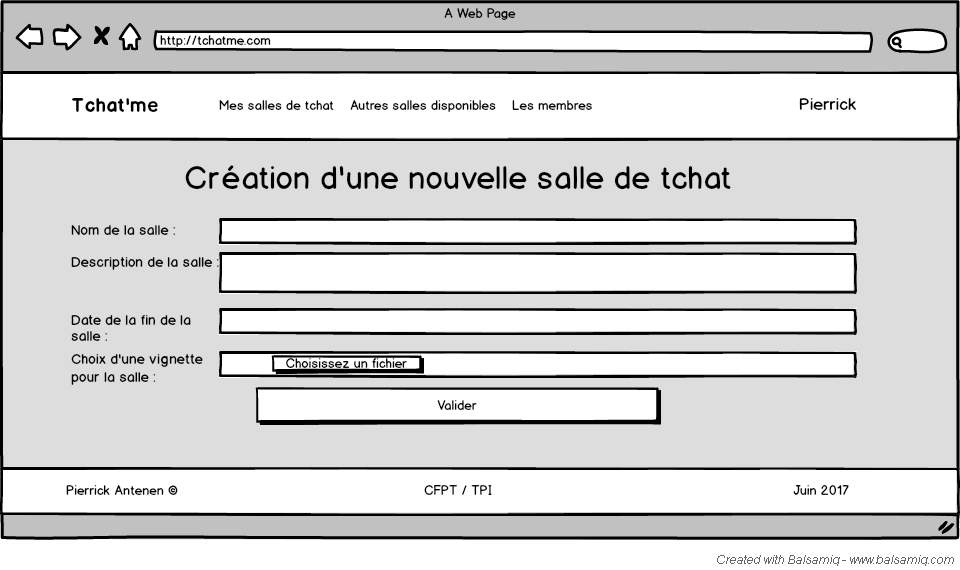 A Web Page
http://tchatme.com
Tchat'me
Mes salles de tchat
Autres salles disponibles
Les membres
Pierrick
Création d'une nouvelle salle de tchat
Nom de la salle :
Description de la salle :
Date de la fin de la
salle :
Choix d'une vignette
pour la salle :
Choisissez un fichier
Valider
Pierrick Antenen ©
CFPT / TPI
Juin 2017
Created with Balsamiq - www.balsamiq.com